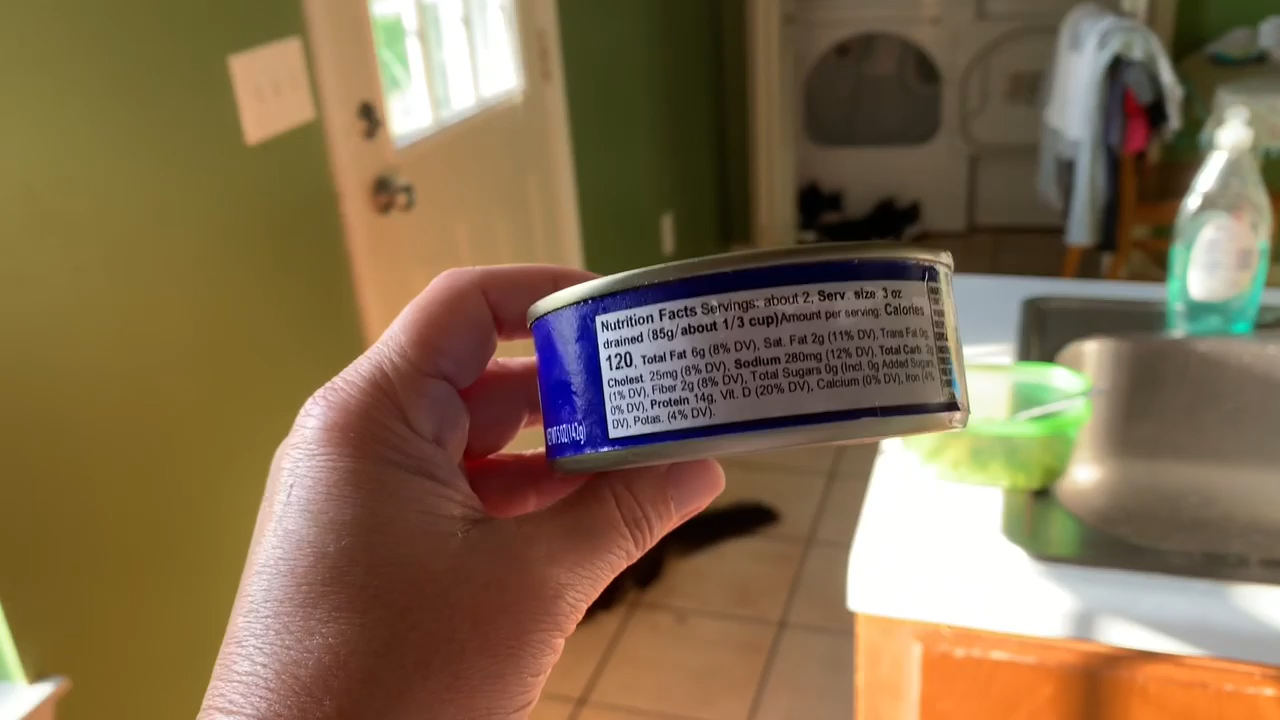 Nutrition Facts Servings: about 2, Serv. size: 3 oz
drained (85g/about 1/3 cup) Amount per serving: Calories
120, Total Fat 6g (8% DV), Sat. Fat 2g (11% DV), Trans Fat 0g,
Cholest. 25mg (8% DV), Sodium 280mg (12% DV), Total Carb. 2g
(1% DV), Fiber 2g (8% DV), Total Sugars 0g (Incl. 0g Added Sugars,
0% DV), Protein 14g, Vit. D (20% DV), Calcium (0% DV), Iron (4%
DV), Potas. (4% DV).
NET WT 5 OZ (142g)